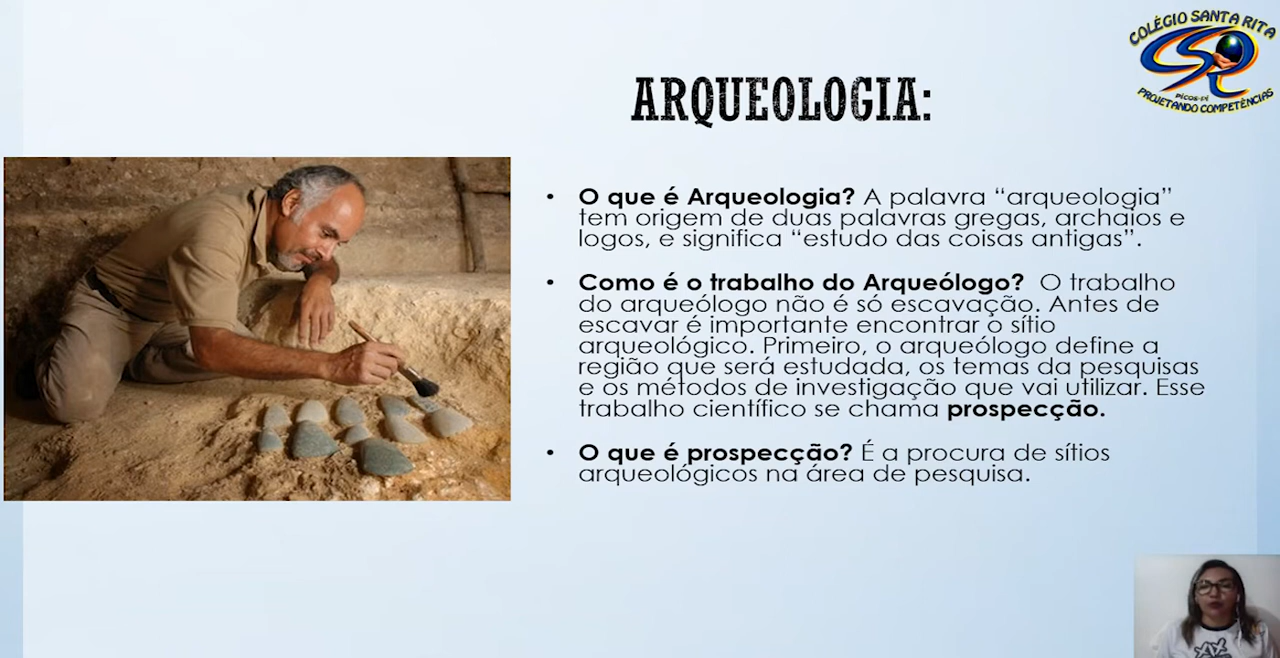 COLÉGIO SANTA RITA
CSR
PICOS-PI
PROJETANDO COMPETÊNCIAS
ARQUEOLOGIA:
• O que é Arqueologia? A palavra “arqueologia”
tem origem de duas palavras gregas, archaîos e
logos, e significa “estudo das coisas antigas”.
• Como é o trabalho do Arqueólogo? O trabalho
do arqueólogo não é só escavação. Antes de
escavar é importante encontrar o sítio
arqueológico. Primeiro, o arqueólogo define a
região que será estudada, os temas da pesquisas
e os métodos de investigação que vai utilizar. Esse
trabalho científico se chama prospecção.
• O que é prospecção? É a procura de sítios
arqueológicos na área de pesquisa.